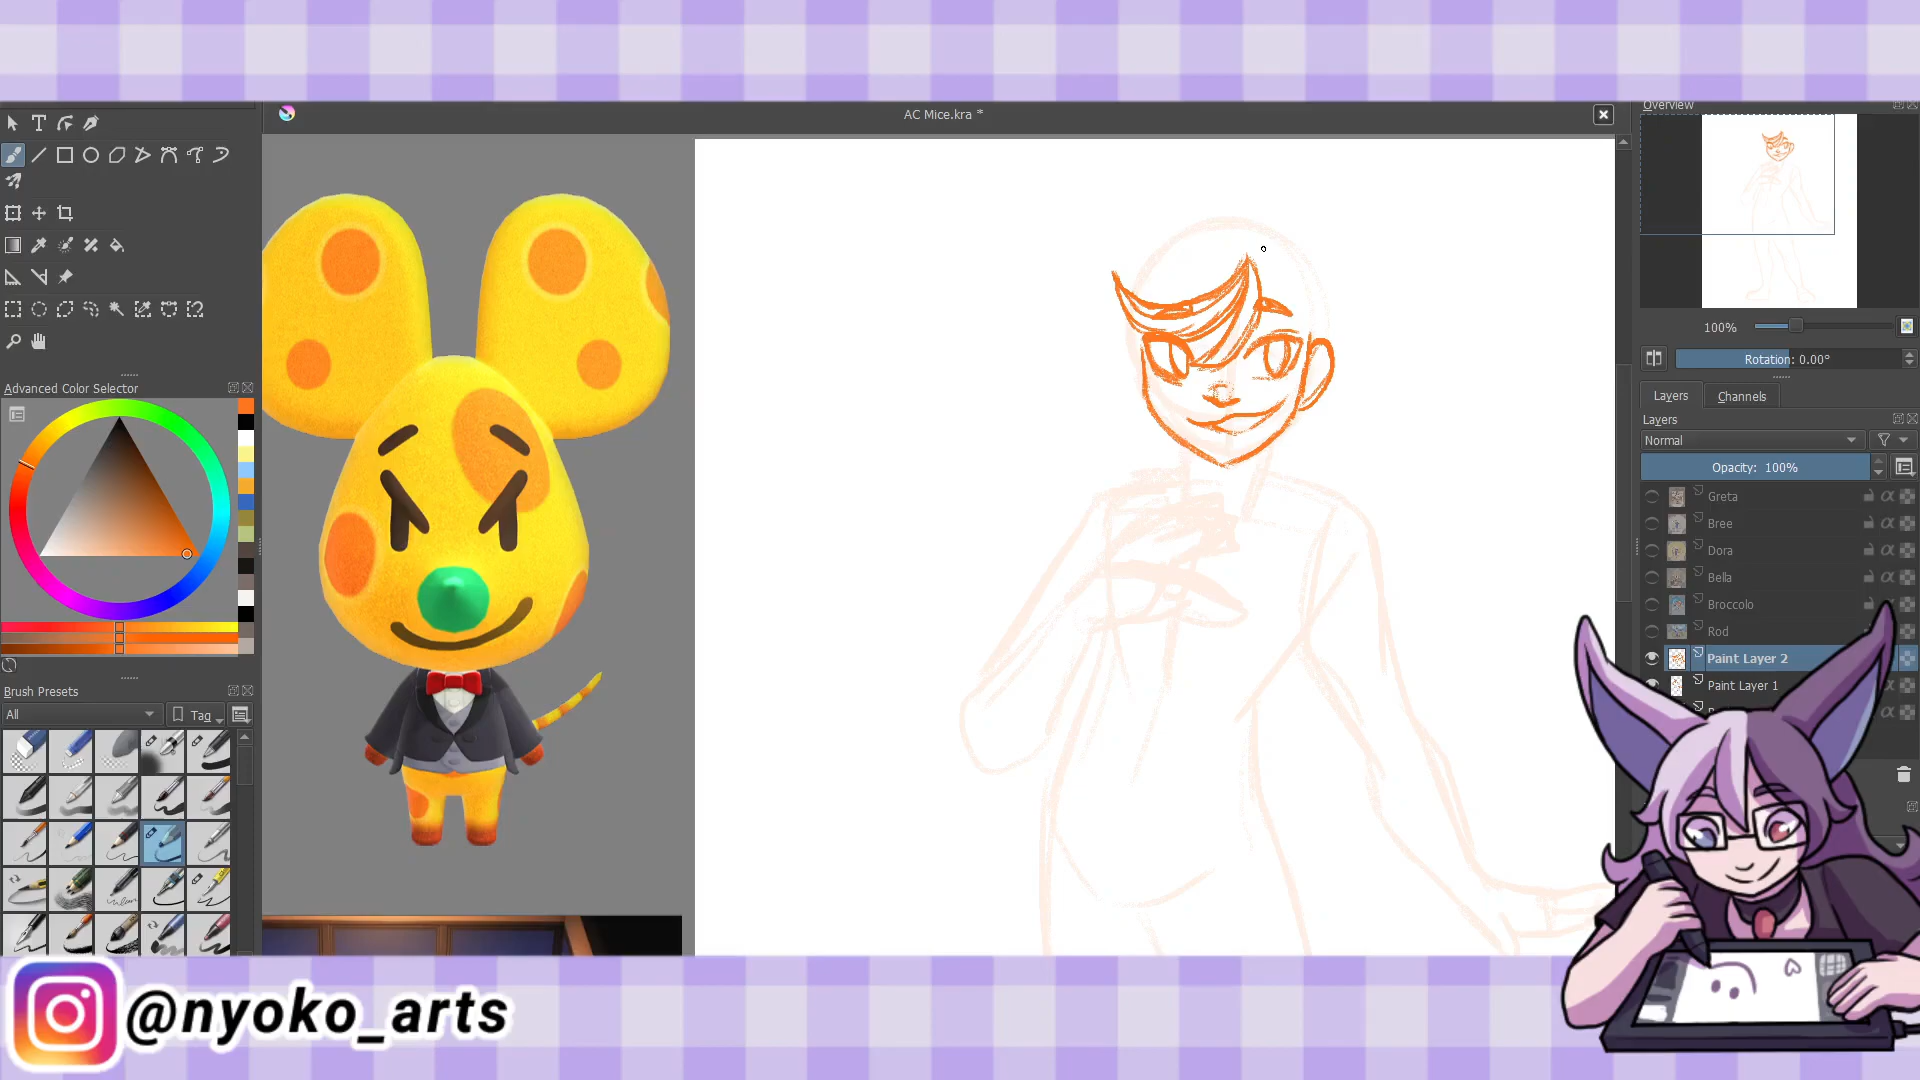 AC Mice.kra *
Overview
100%
Rotation: 0.00°
Layers
Channels
Layers
Normal
Opacity: 100%
Greta
Bree
Dora
Bella
Broccolo
Rod
Paint Layer 2
Paint Layer 1
Advanced Color Selector
Brush Presets
All
Tag
@nyoko_arts